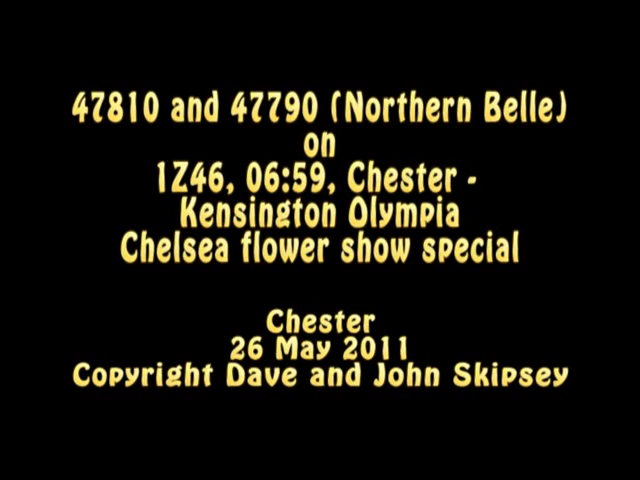 47810 and 47790 (Northern Belle)
on
1Z46, 06:59, Chester -
Kensington Olympia
Chelsea flower show special
Chester
26 May 2011
Copyright Dave and John Skipsey